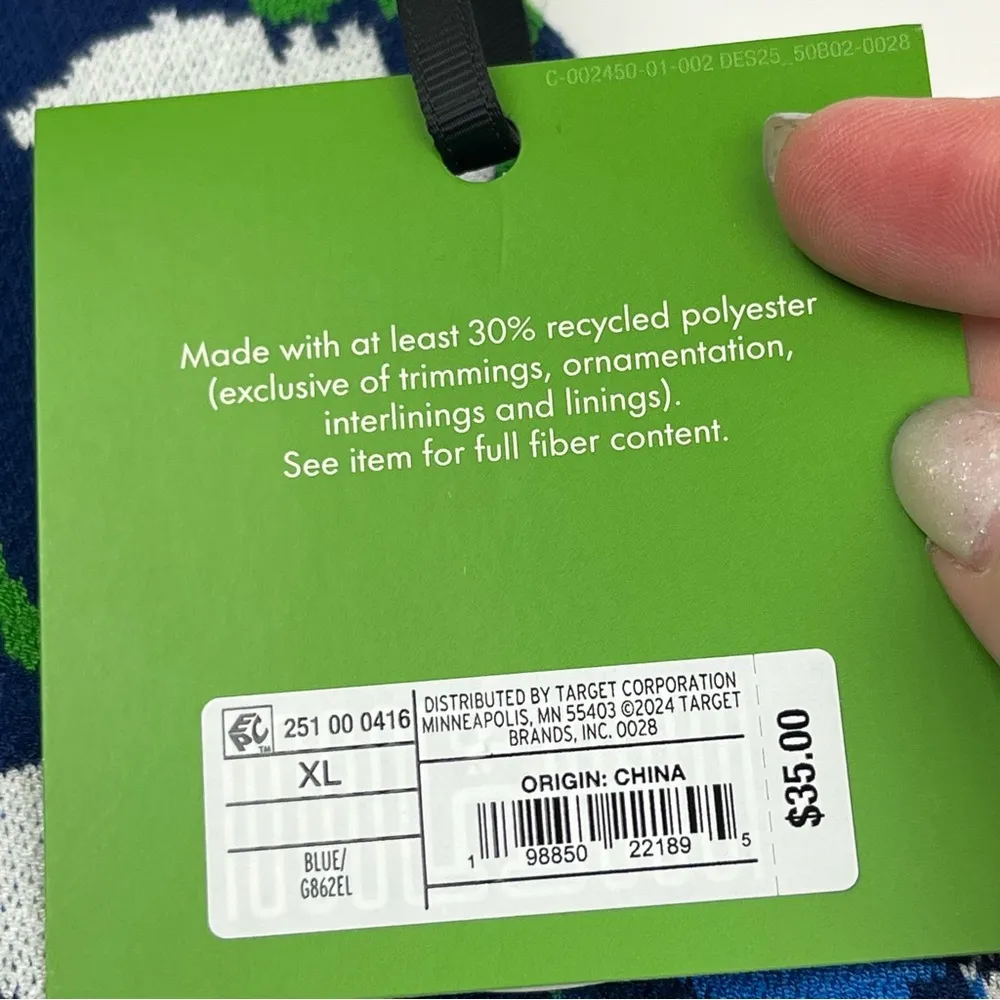 C-002450-01-002 DES25_50B02-0028
Made with at least 30% recycled polyester
(exclusive of trimmings, ornamentation,
interlinings and linings).
See item for full fiber content.
EPC™ 251 00 0416
XL
BLUE/
G862EL
DISTRIBUTED BY TARGET CORPORATION
MINNEAPOLIS, MN 55403 ©2024 TARGET
BRANDS, INC. 0028
ORIGIN: CHINA
1 98850 22189 5
$35.00